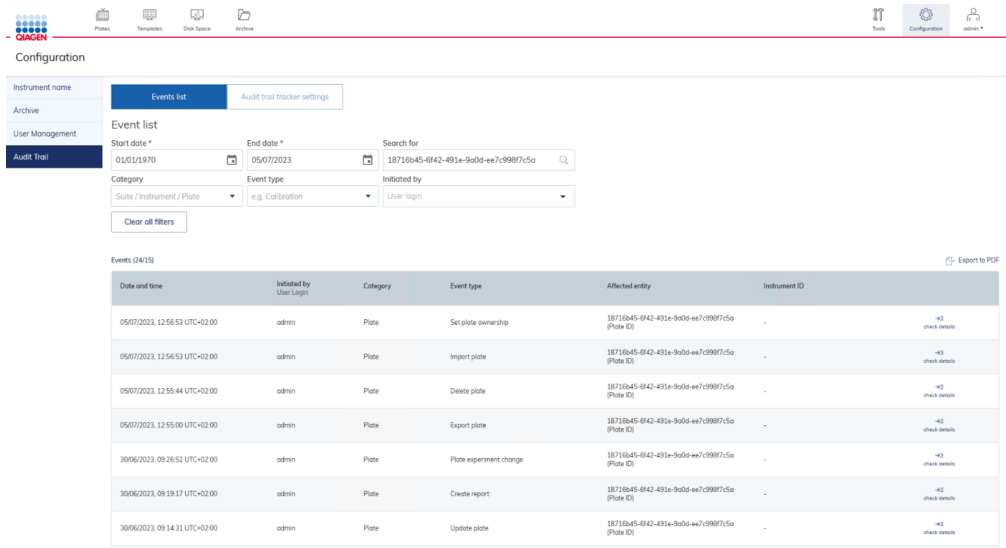 QIAGEN
Plates Templates Disk Space Archive Tools Configuration admin
Configuration
Instrument name
Archive
User Management
Audit Trail
Events list Audit trail tracker settings
Event list
Start date * End date * Search for
01/01/1970 05/07/2023 18716b45-6f42-491e-9a0d-ee7c998f7c5a
Category Event type Initiated by
Suite / Instrument / Plate e.g. Calibration User login
Clear all filters
Events (24/15) Export to PDF
Date and time Initiated by User Login Category Event type Affected entity Instrument ID
05/07/2023, 12:56:53 UTC+02:00 admin Plate Set plate ownership 18716b45-6f42-491e-9a0d-ee7c998f7c5a (Plate ID) - check details
05/07/2023, 12:56:53 UTC+02:00 admin Plate Import plate 18716b45-6f42-491e-9a0d-ee7c998f7c5a (Plate ID) - check details
05/07/2023, 12:55:44 UTC+02:00 admin Plate Delete plate 18716b45-6f42-491e-9a0d-ee7c998f7c5a (Plate ID) - check details
05/07/2023, 12:55:00 UTC+02:00 admin Plate Export plate 18716b45-6f42-491e-9a0d-ee7c998f7c5a (Plate ID) - check details
30/06/2023, 09:26:52 UTC+02:00 admin Plate Plate experiment change 18716b45-6f42-491e-9a0d-ee7c998f7c5a (Plate ID) - check details
30/06/2023, 09:19:17 UTC+02:00 admin Plate Create report 18716b45-6f42-491e-9a0d-ee7c998f7c5a (Plate ID) - check details
30/06/2023, 09:14:31 UTC+02:00 admin Plate Update plate 18716b45-6f42-491e-9a0d-ee7c998f7c5a (Plate ID) - check details